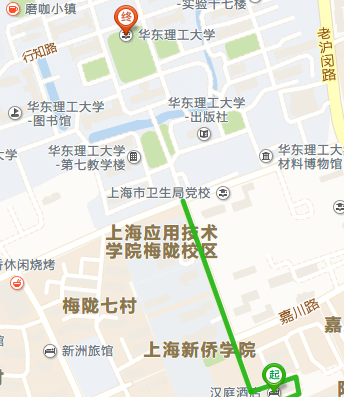 磨咖小镇
-实验十七楼
终
华东理工大学
行知路
老沪闵路
华东理工大学
-图书馆
华东理工大学
-出版社
华东理工大学
-第七教学楼
华东理工大
材料博物馆
大学
上海市卫生局党校
上海应用技术
学院梅陇校区
香休闲烧烤
梅陇七村
嘉川路
嘉
新洲旅馆
上海新侨学院
起
汉庭酒店
村